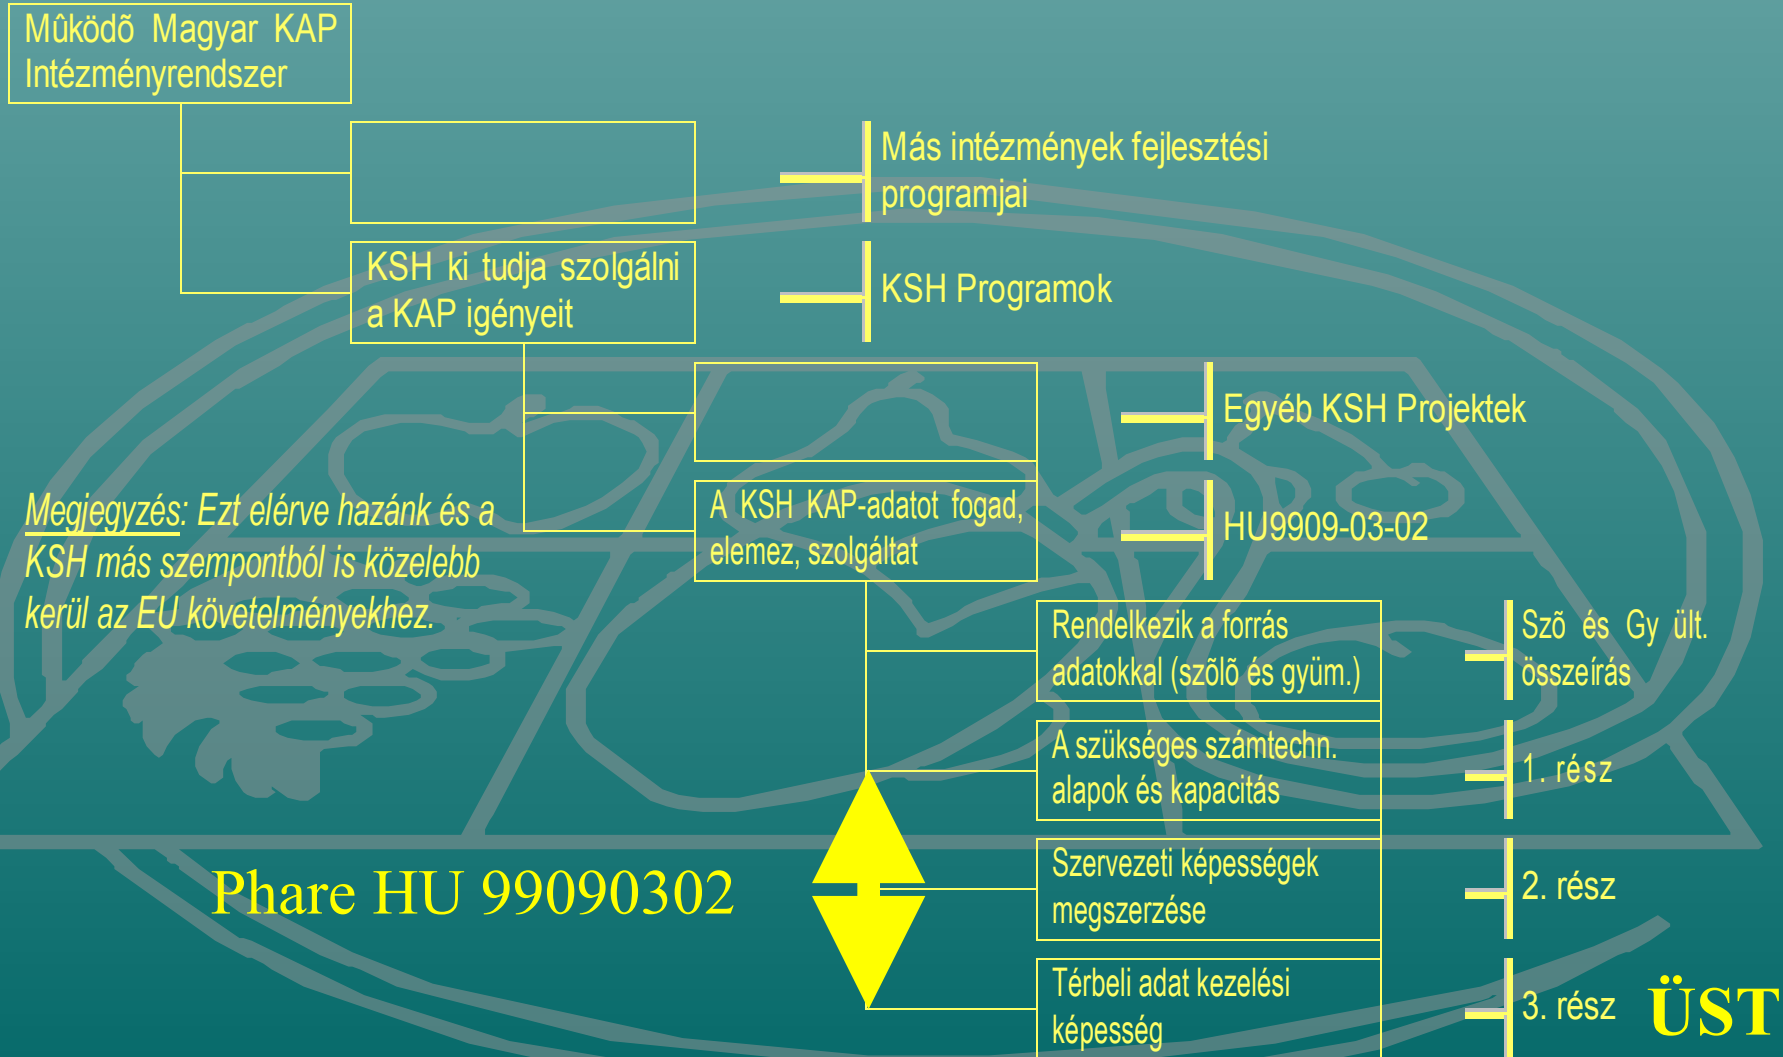 Mûködõ Magyar KAP
Intézményrendszer
Más intézmények fejlesztési
programjai
KSH ki tudja szolgálni
a KAP igényeit
KSH Programok
Egyéb KSH Projektek
Megjegyzés: Ezt elérve hazánk és a
KSH más szempontból is közelebb
kerül az EU követelményekhez.
A KSH KAP-adatot fogad,
elemez, szolgáltat
HU9909-03-02
Rendelkezik a forrás
adatokkal (szõlõ és gyüm.)
Szõ és Gy ült.
összeírás
A szükséges számtechn.
alapok és kapacitás
1. rész
Phare HU 99090302
Szervezeti képességek
megszerzése
2. rész
Térbeli adat kezelési
képesség
3. rész
ÜST